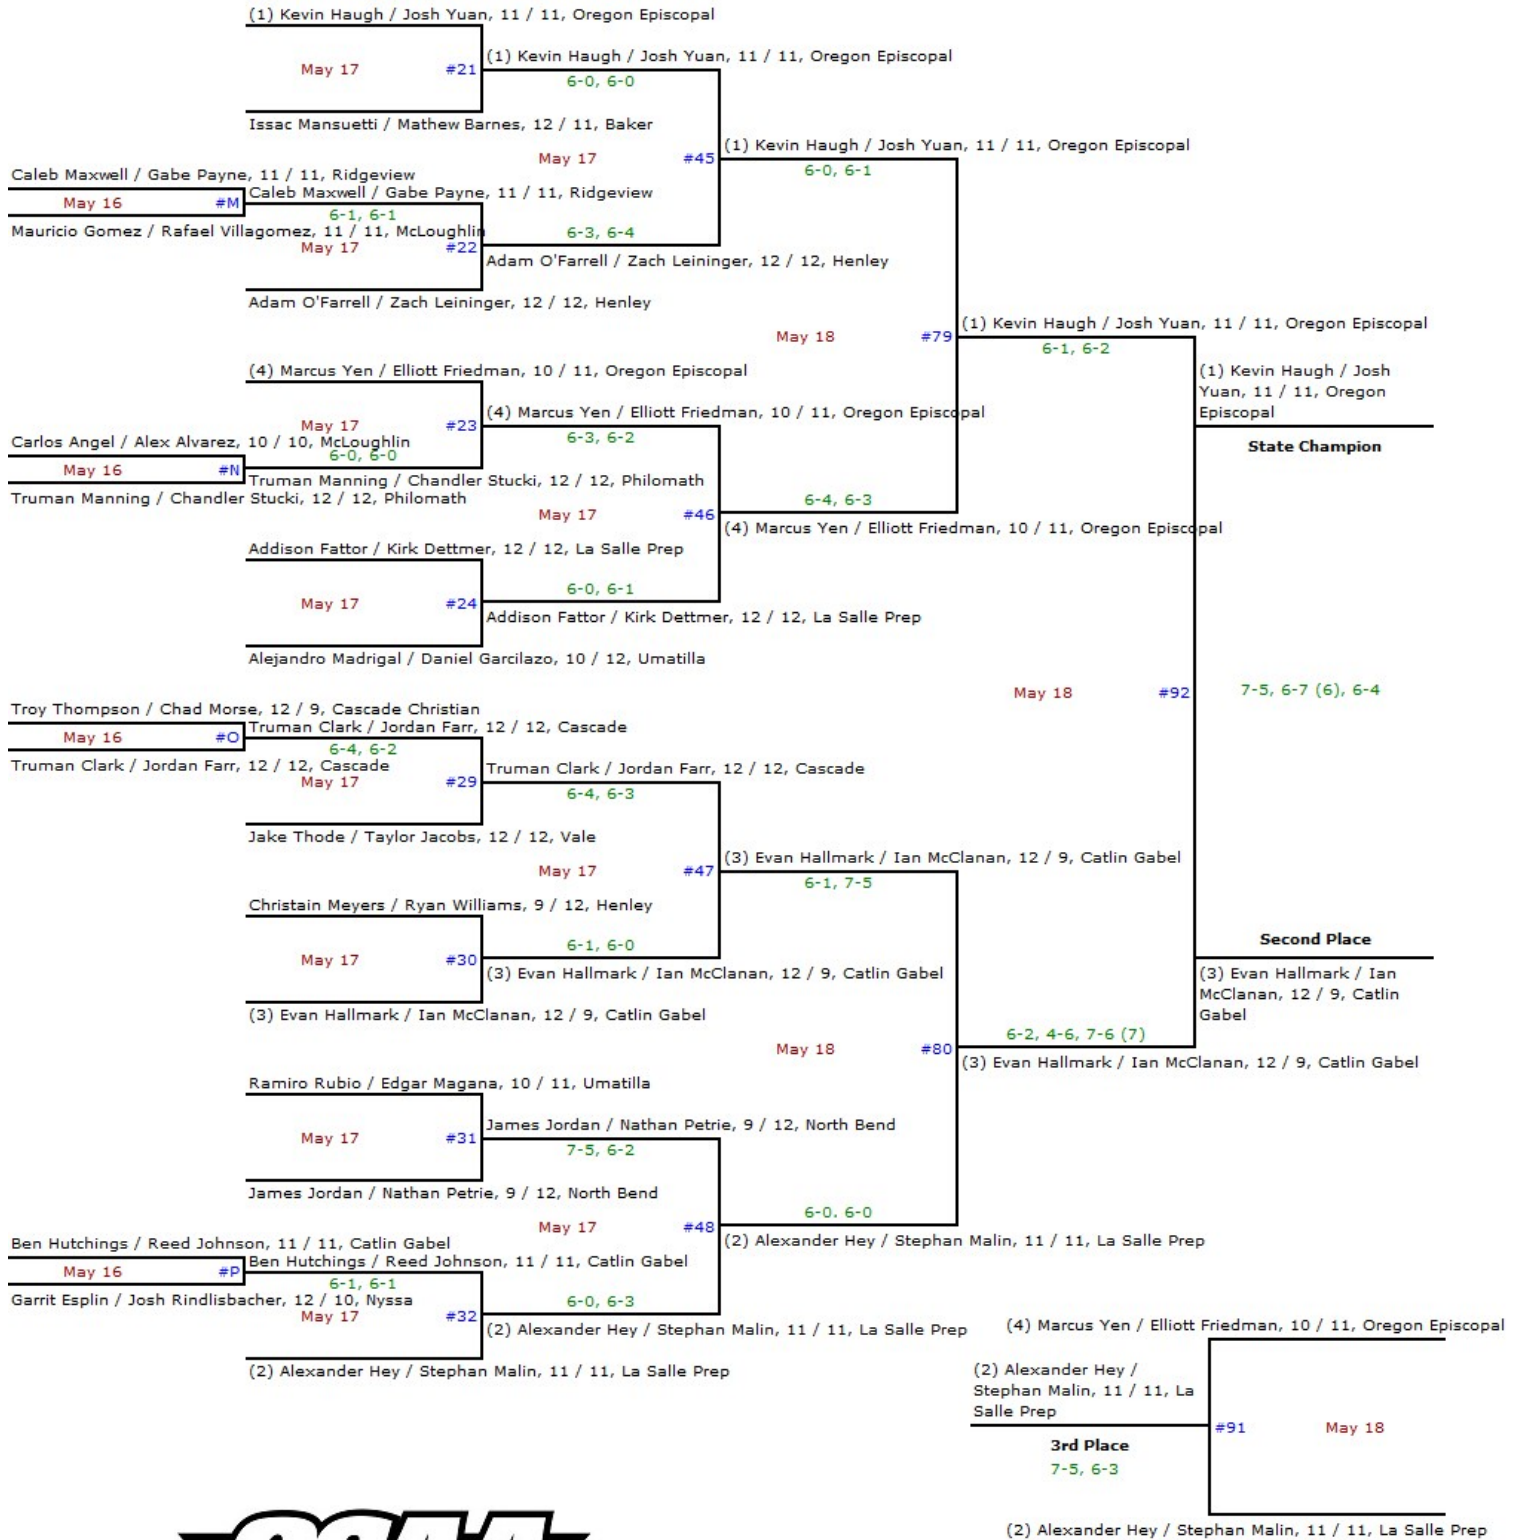 (1) Kevin Haugh / Josh Yuan, 11 / 11, Oregon Episcopal
(1) Kevin Haugh / Josh Yuan, 11 / 11, Oregon Episcopal
May 17 #21
6-0, 6-0
Issac Mansuetti / Mathew Barnes, 12 / 11, Baker
(1) Kevin Haugh / Josh Yuan, 11 / 11, Oregon Episcopal
May 17 #45
6-0, 6-1
Caleb Maxwell / Gabe Payne, 11 / 11, Ridgeview
Caleb Maxwell / Gabe Payne, 11 / 11, Ridgeview
May 16 #M
6-1, 6-1
Mauricio Gomez / Rafael Villagomez, 11 / 11, McLoughlin
6-3, 6-4
May 17 #22
Adam O'Farrell / Zach Leininger, 12 / 12, Henley
Adam O'Farrell / Zach Leininger, 12 / 12, Henley
(1) Kevin Haugh / Josh Yuan, 11 / 11, Oregon Episcopal
May 18 #79
6-1, 6-2
(4) Marcus Yen / Elliott Friedman, 10 / 11, Oregon Episcopal
(1) Kevin Haugh / Josh
Yuan, 11 / 11, Oregon
Episcopal
State Champion
(4) Marcus Yen / Elliott Friedman, 10 / 11, Oregon Episcopal
May 17 #23
6-3, 6-2
Carlos Angel / Alex Alvarez, 10 / 10, McLoughlin
6-0, 6-0
May 16 #N
Truman Manning / Chandler Stucki, 12 / 12, Philomath
Truman Manning / Chandler Stucki, 12 / 12, Philomath
6-4, 6-3
May 17 #46
(4) Marcus Yen / Elliott Friedman, 10 / 11, Oregon Episcopal
Addison Fattor / Kirk Dettmer, 12 / 12, La Salle Prep
6-0, 6-1
May 17 #24
Addison Fattor / Kirk Dettmer, 12 / 12, La Salle Prep
Alejandro Madrigal / Daniel Garcilazo, 10 / 12, Umatilla
May 18 #92
7-5, 6-7 (6), 6-4
Troy Thompson / Chad Morse, 12 / 9, Cascade Christian
Truman Clark / Jordan Farr, 12 / 12, Cascade
May 16 #O
6-4, 6-2
Truman Clark / Jordan Farr, 12 / 12, Cascade
Truman Clark / Jordan Farr, 12 / 12, Cascade
May 17 #29
6-4, 6-3
Jake Thode / Taylor Jacobs, 12 / 12, Vale
(3) Evan Hallmark / Ian McClanan, 12 / 9, Catlin Gabel
May 17 #47
6-1, 7-5
Christain Meyers / Ryan Williams, 9 / 12, Henley
6-1, 6-0
May 17 #30
(3) Evan Hallmark / Ian McClanan, 12 / 9, Catlin Gabel
(3) Evan Hallmark / Ian McClanan, 12 / 9, Catlin Gabel
Second Place
(3) Evan Hallmark / Ian
McClanan, 12 / 9, Catlin
Gabel
6-2, 4-6, 7-6 (7)
May 18 #80
(3) Evan Hallmark / Ian McClanan, 12 / 9, Catlin Gabel
Ramiro Rubio / Edgar Magana, 10 / 11, Umatilla
James Jordan / Nathan Petrie, 9 / 12, North Bend
May 17 #31
7-5, 6-2
James Jordan / Nathan Petrie, 9 / 12, North Bend
6-0. 6-0
May 17 #48
(2) Alexander Hey / Stephan Malin, 11 / 11, La Salle Prep
Ben Hutchings / Reed Johnson, 11 / 11, Catlin Gabel
Ben Hutchings / Reed Johnson, 11 / 11, Catlin Gabel
May 16 #P
6-1, 6-1
Garrit Esplin / Josh Rindlisbacher, 12 / 10, Nyssa
6-0, 6-3
May 17 #32
(2) Alexander Hey / Stephan Malin, 11 / 11, La Salle Prep
(2) Alexander Hey / Stephan Malin, 11 / 11, La Salle Prep
(4) Marcus Yen / Elliott Friedman, 10 / 11, Oregon Episcopal
(2) Alexander Hey /
Stephan Malin, 11 / 11, La
Salle Prep
#91 May 18
3rd Place
7-5, 6-3
(2) Alexander Hey / Stephan Malin, 11 / 11, La Salle Prep